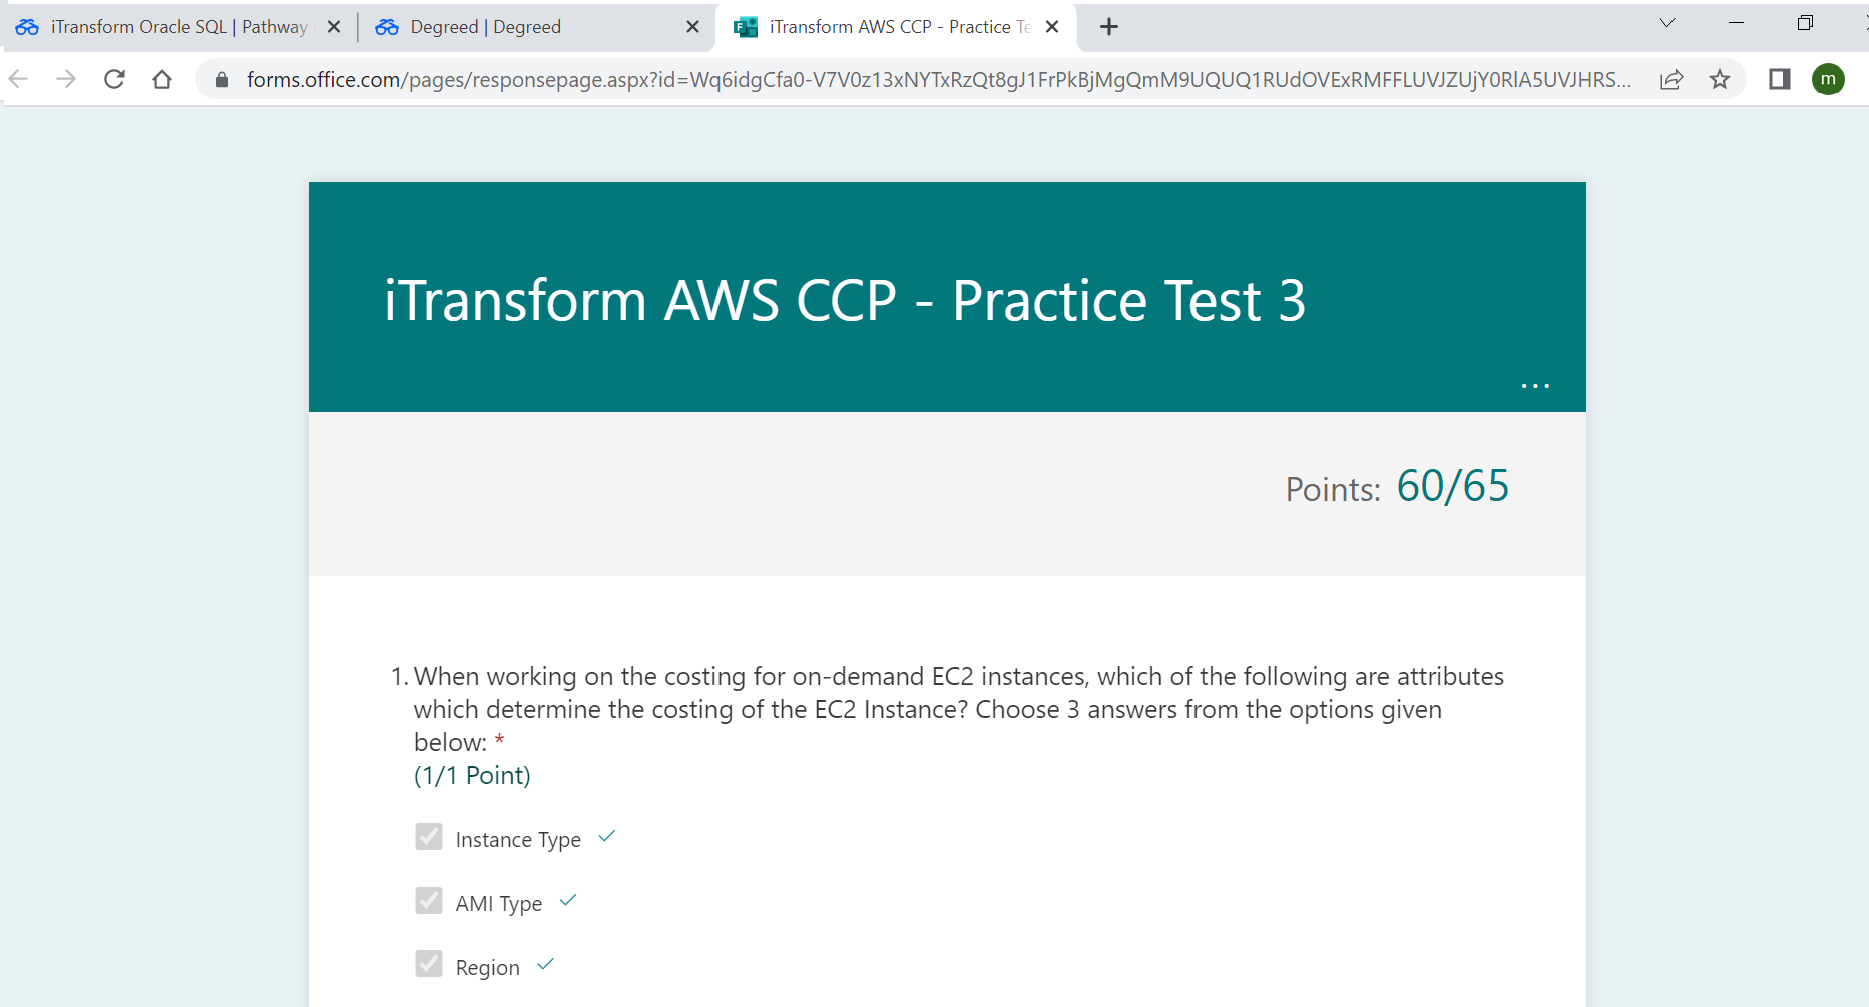 iTransform Oracle SQL | Pathway
Degreed | Degreed
iTransform AWS CCP - Practice Te
forms.office.com/pages/responsepage.aspx?id=Wq6idgCfa0-V7V0z13xNYTxRzQt8gJ1FrPkBjMgQmM9UQUQ1RUdOVExRMFFLUVJZUjY0RlA5UVJHRS...
m
iTransform AWS CCP - Practice Test 3
...
Points: 60/65
1. When working on the costing for on-demand EC2 instances, which of the following are attributes
which determine the costing of the EC2 Instance? Choose 3 answers from the options given
below: *
(1/1 Point)
Instance Type
AMI Type
Region